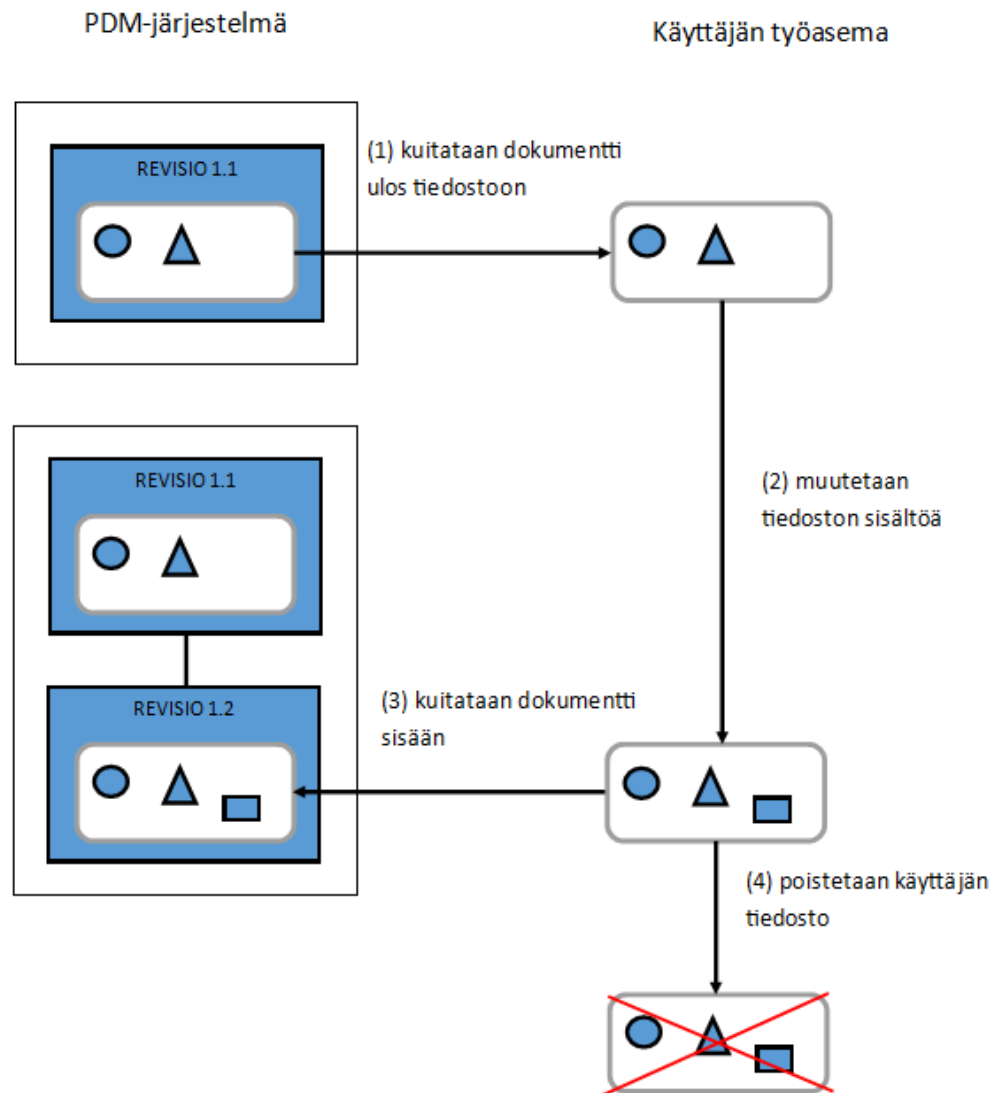 PDM-järjestelmä
Käyttäjän työasema
REVISIO 1.1
(1) kuitataan dokumentti
ulos tiedostoon
REVISIO 1.1
(2) muutetaan
tiedoston sisältöä
REVISIO 1.2
(3) kuitataan dokumentti
sisään
(4) poistetaan käyttäjän
tiedosto